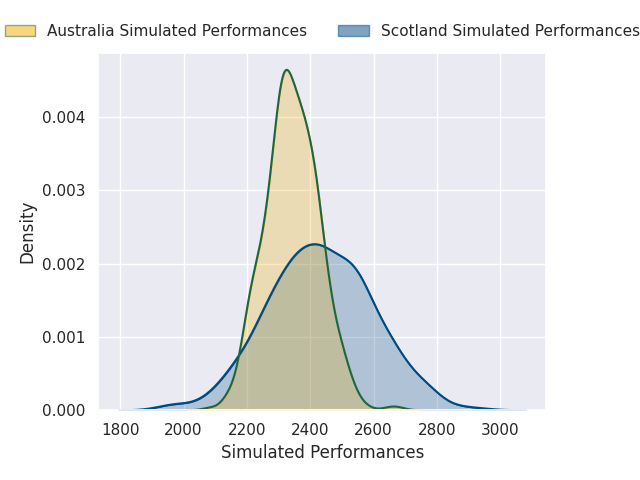 Australia Simulated Performances
Scotland Simulated Performances
Density
0.004
0.003
0.002
0.001
0.000
1800 2000 2200 2400 2600 2800 3000
Simulated Performances